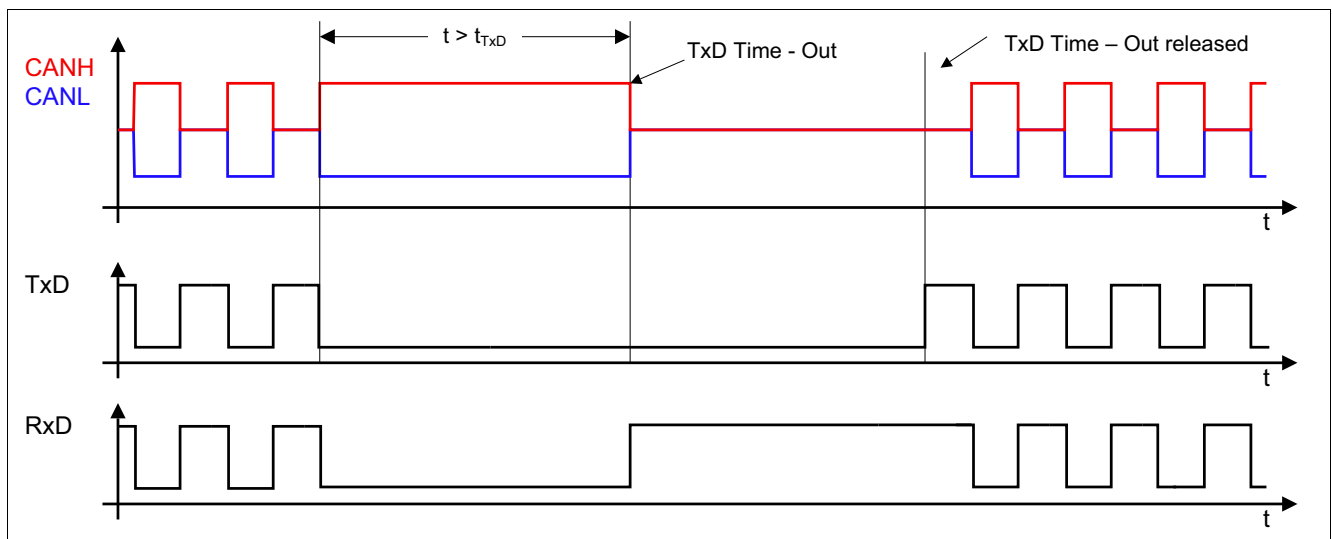 t > tTxD
TxD Time - Out
TxD Time – Out released
CANH
CANL
t
TxD
t
RxD
t